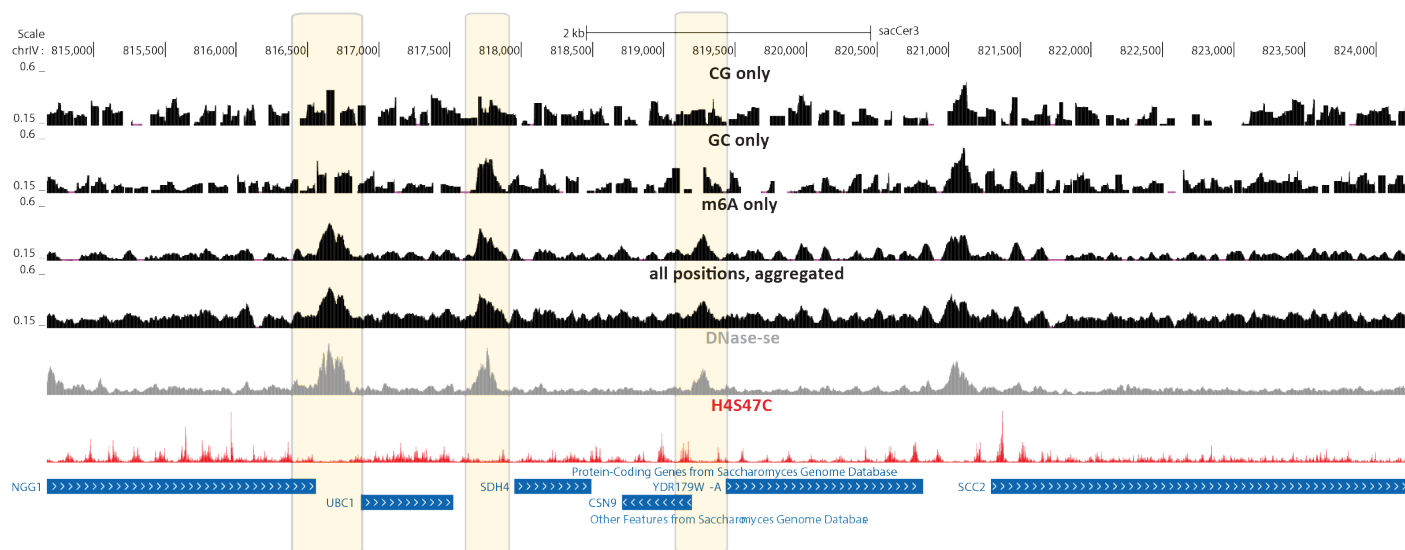 Scale
2 kb
sacCer3
chrIV :
815,000
815,500
816,000
816,500
817,000
817,500
818,000
818,500
819,000
819,500
820,000
820,500
821,000
821,500
822,000
822,500
823,000
823,500
824,000
0.6
CG only
0.15
0.6
GC only
0.15
0.6
m6A only
0.15
0.6
all positions, aggregated
0.15
DNase-se
H4S47C
Protein-Coding Genes from Saccharomyces Genome Database
NGG1
SDH4
YDR179W -A
SCC2
UBC1
CSN9
Other Features from Saccharomyces Genome Database